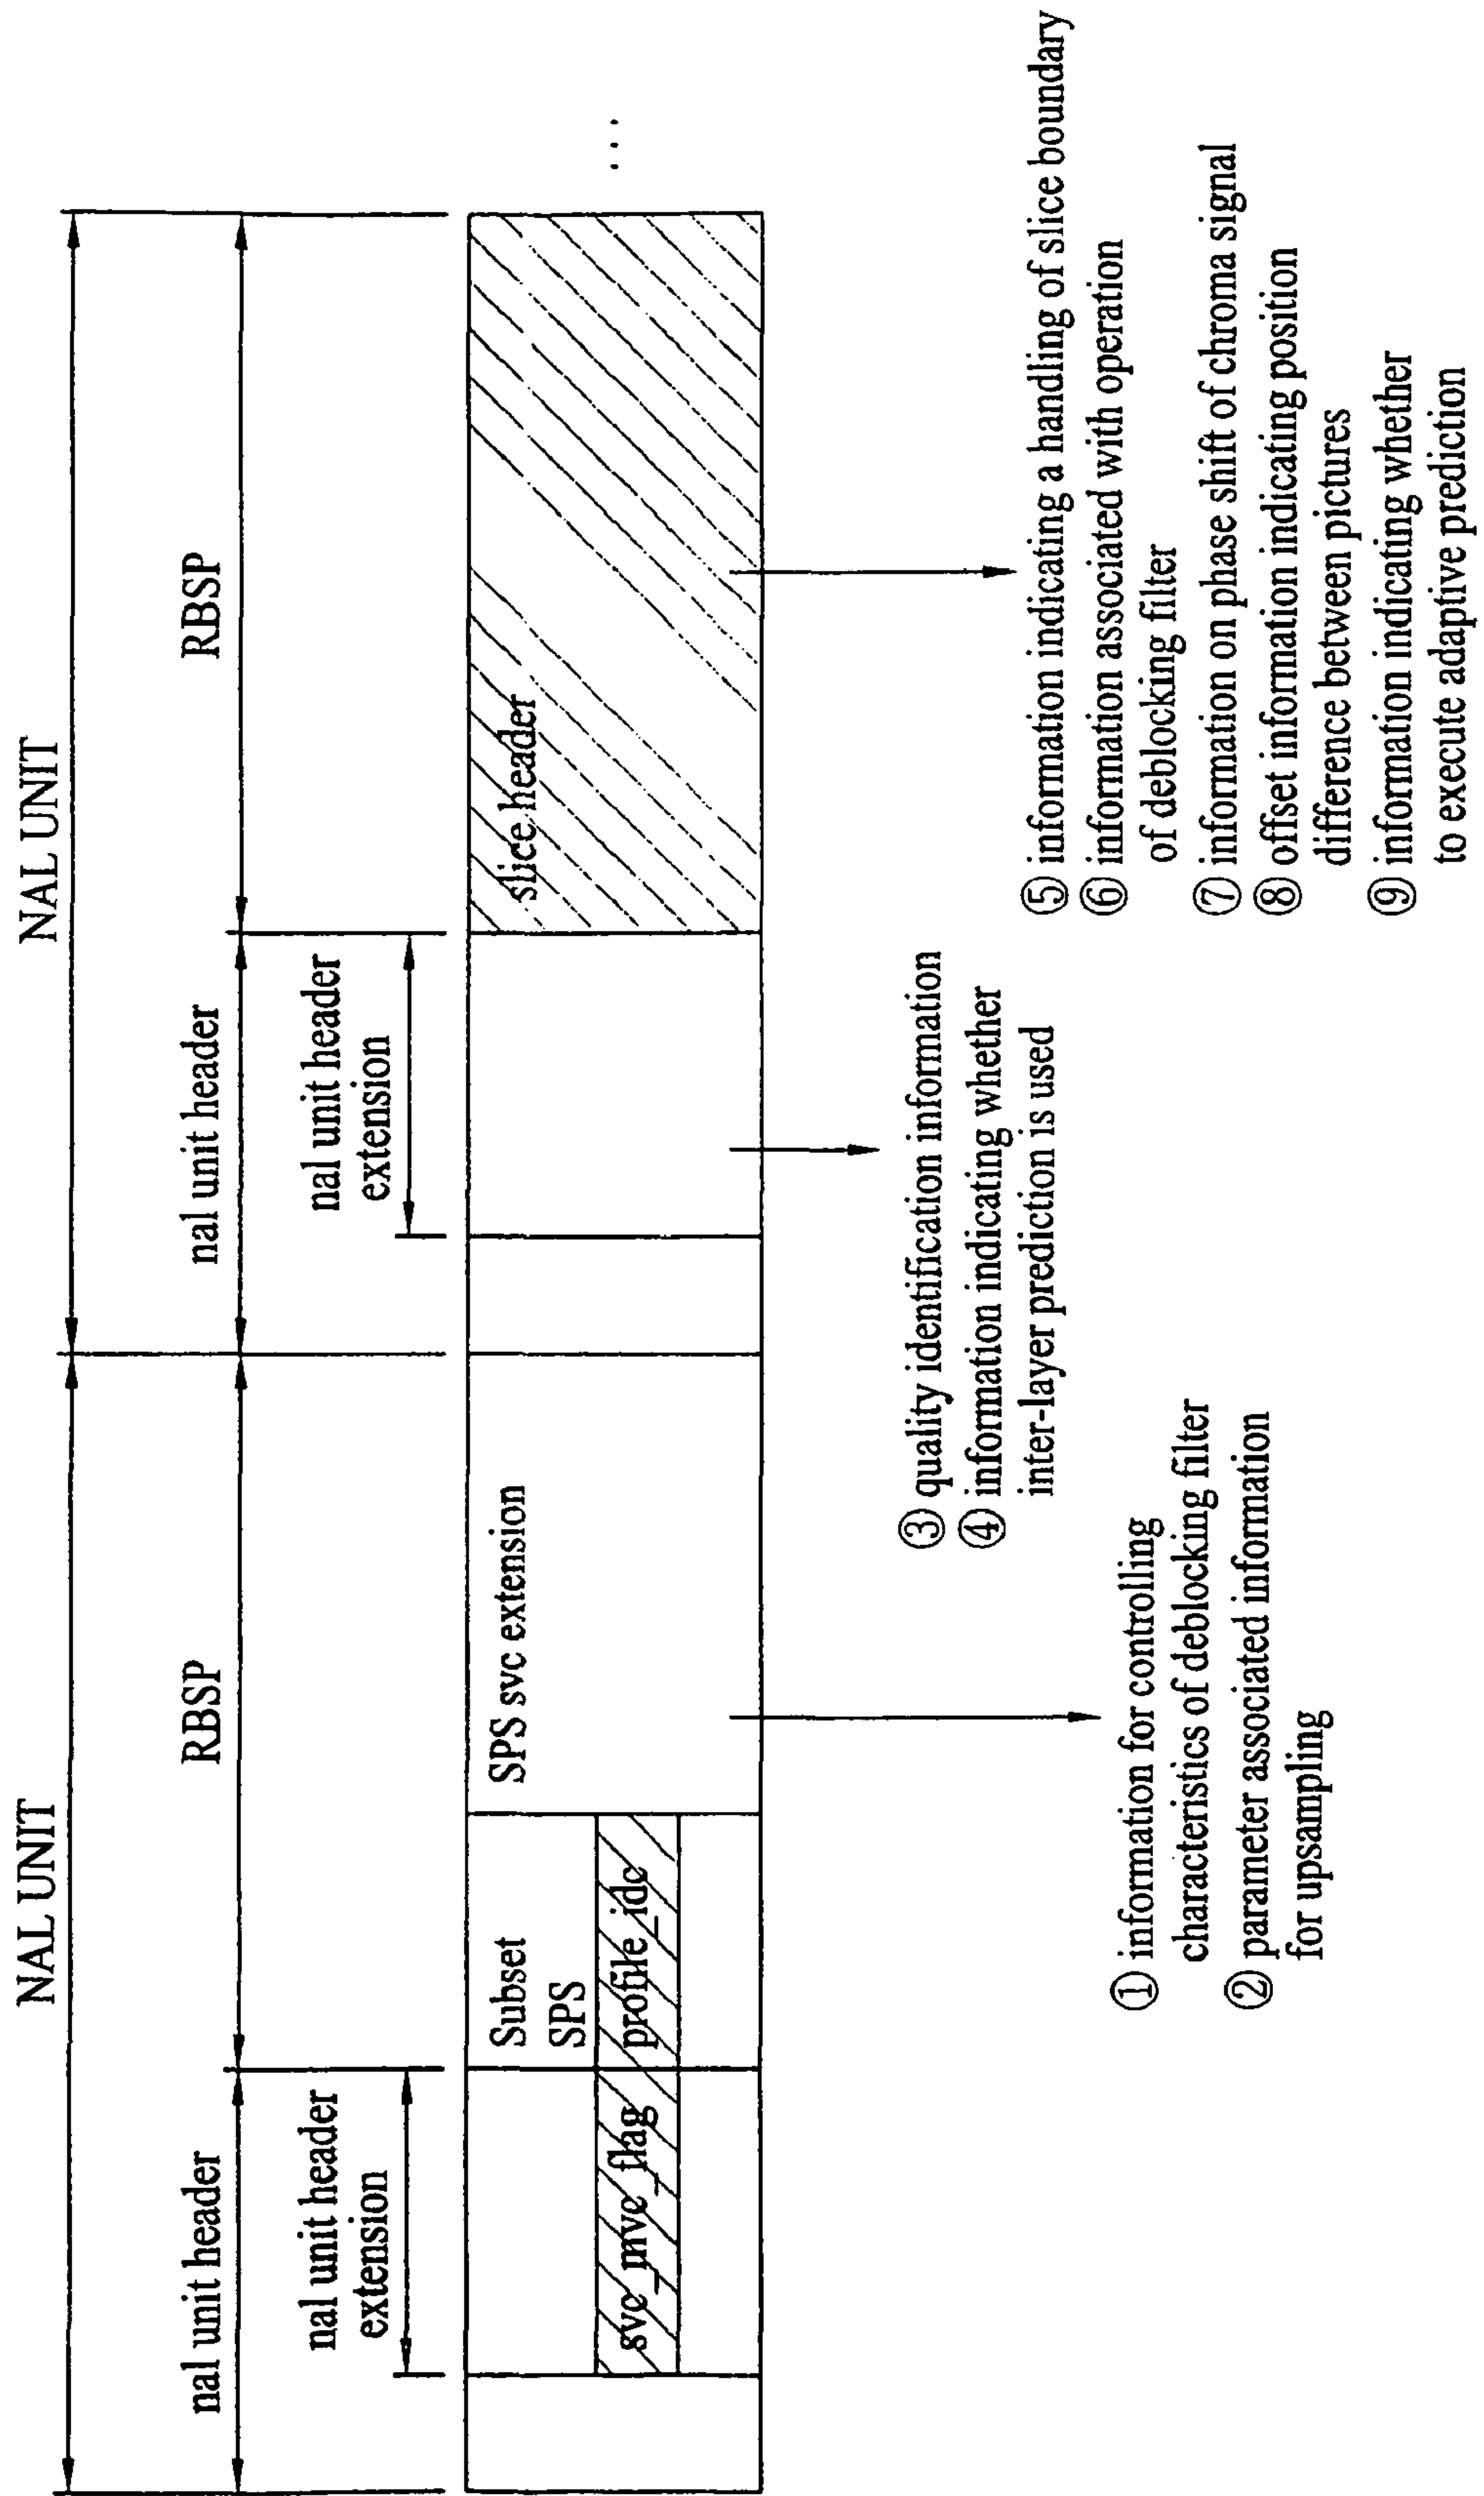 NAL UNIT
NAL UNIT
nal unit header
RBSP
nal unit header
RBSP
nal unit header
extension
nal unit header
extension
Subset
SPS
SPS svc extension
slice header
...
svc_mvc_flag
profile_idc
① information for controlling
characteristics of deblocking filter
② parameter associated information
for upsampling
③ quality identification information
④ information indicating whether
inter-layer prediction is used
⑤ information indicating a handling of slice boundary
⑥ information associated with operation
of deblocking filter
⑦ information on phase shift of chroma signal
⑧ offset information indicating position
difference between pictures
⑨ information indicating whether
to execute adaptive prediction